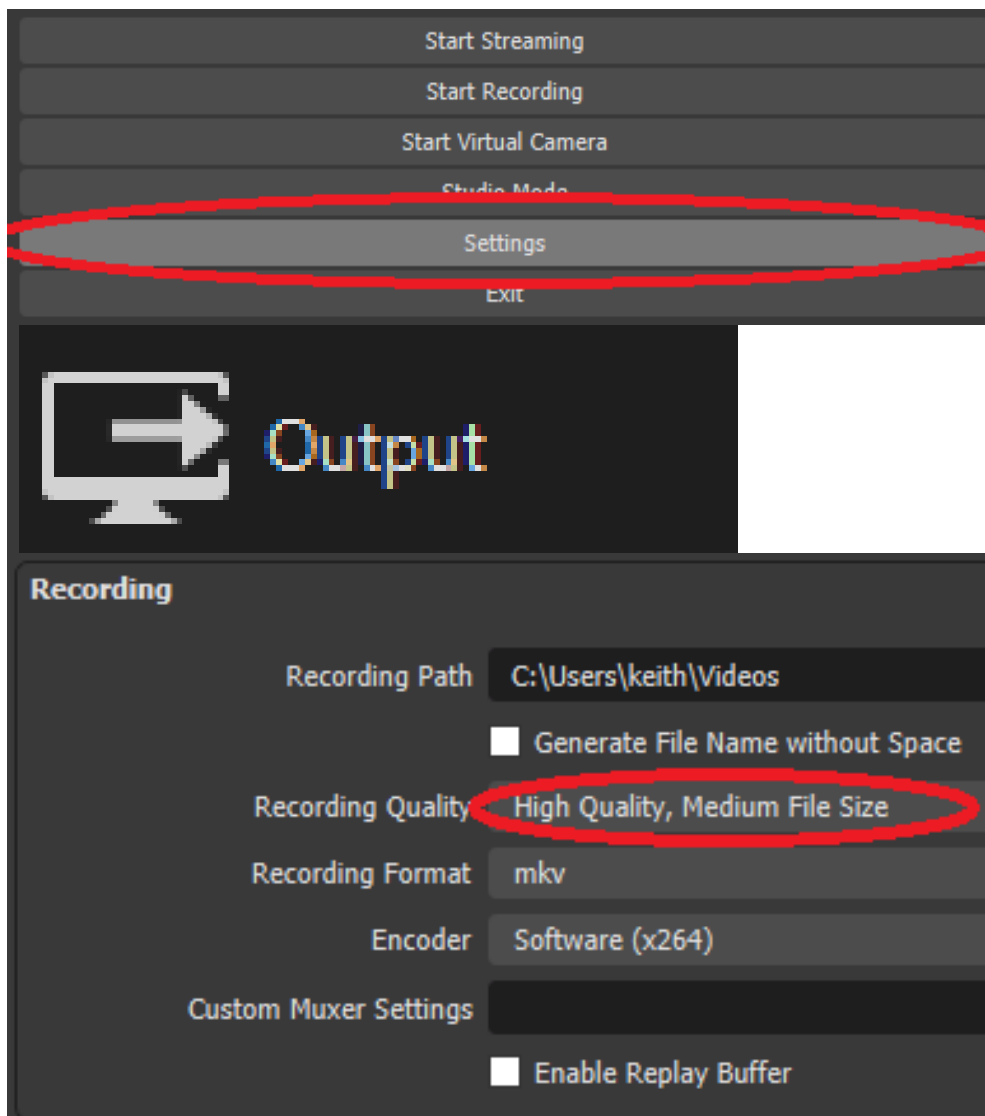 Start Streaming
Start Recording
Start Virtual Camera
Studio Mode
Settings
Exit
Output
Recording
Recording Path C:\Users\keith\Videos
Generate File Name without Space
Recording Quality High Quality, Medium File Size
Recording Format mkv
Encoder Software (x264)
Custom Muxer Settings
Enable Replay Buffer